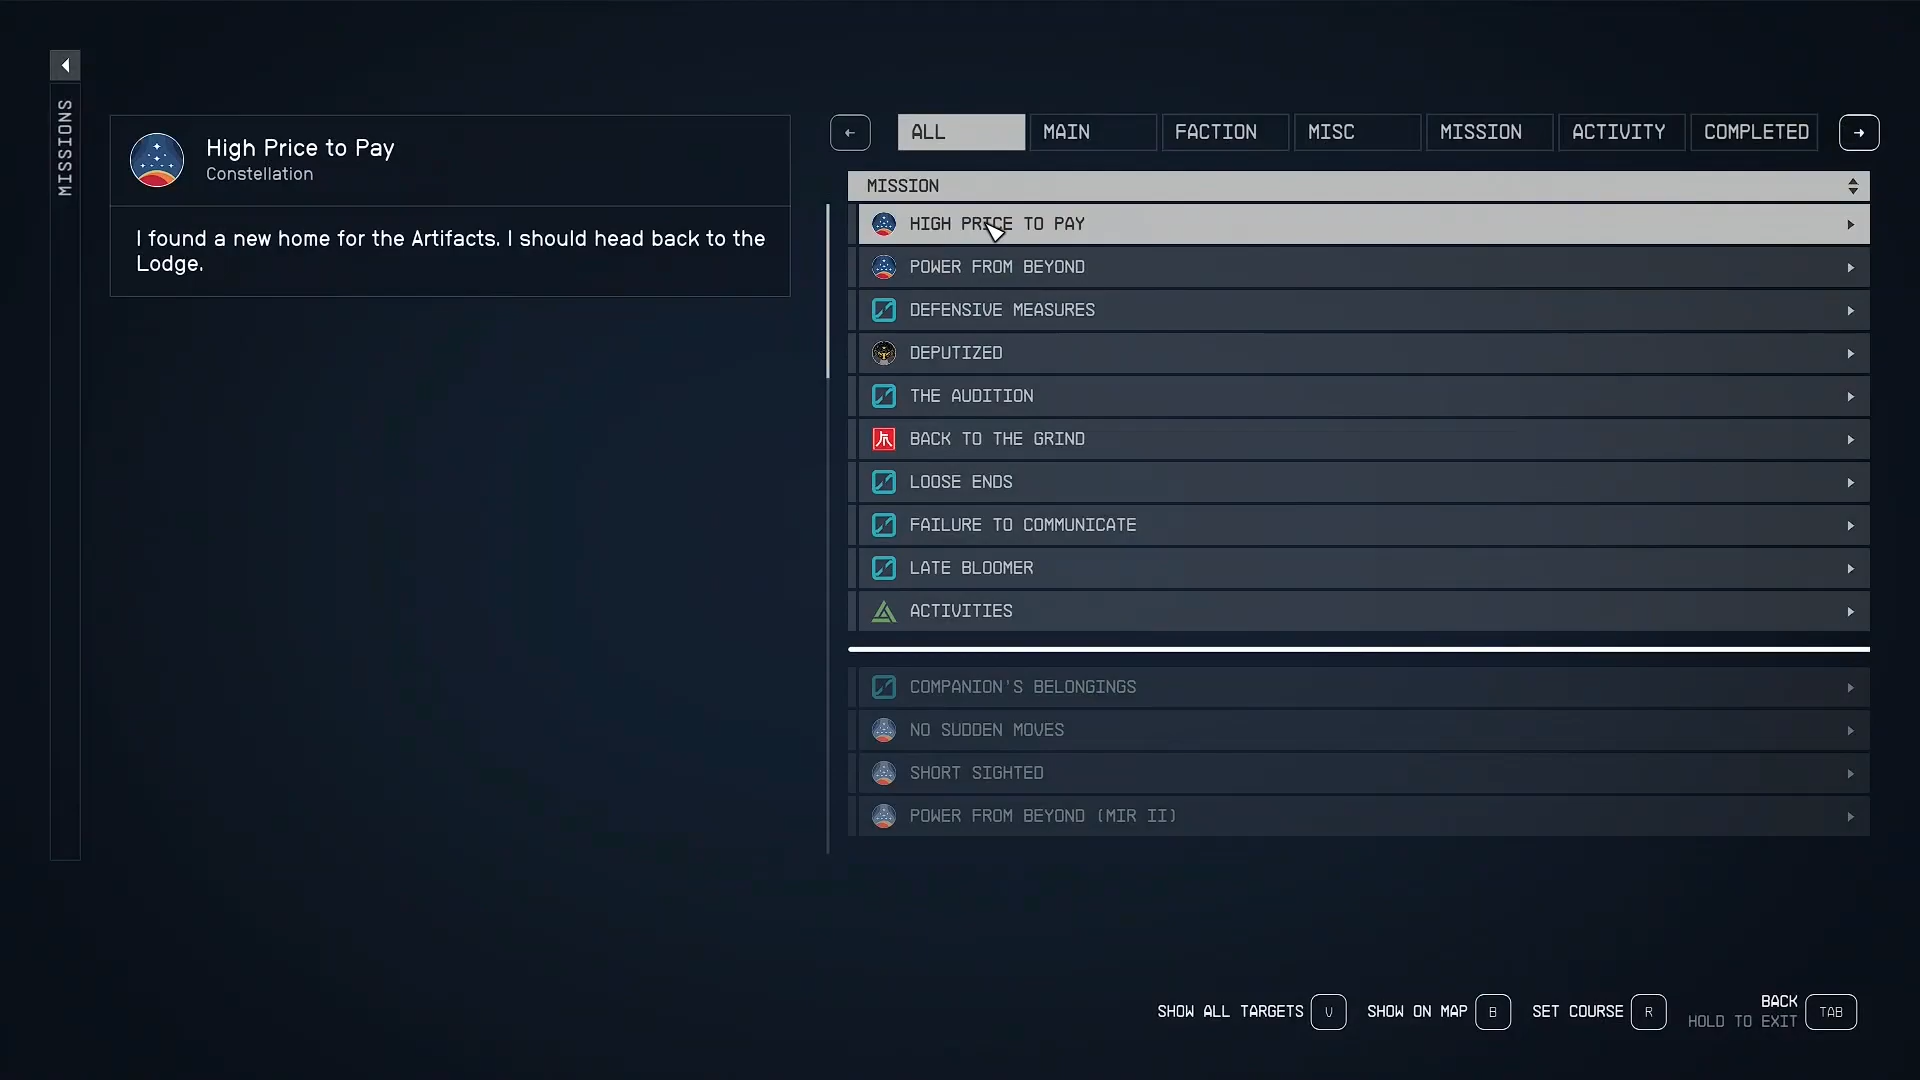 MISSIONS
High Price to Pay
Constellation
I found a new home for the Artifacts. I should head back to the
Lodge.
ALL
MAIN
FACTION
MISC
MISSION
ACTIVITY
COMPLETED
MISSION
HIGH PRICE TO PAY
POWER FROM BEYOND
DEFENSIVE MEASURES
DEPUTIZED
THE AUDITION
BACK TO THE GRIND
LOOSE ENDS
FAILURE TO COMMUNICATE
LATE BLOOMER
ACTIVITIES
COMPANION'S BELONGINGS
NO SUDDEN MOVES
SHORT SIGHTED
POWER FROM BEYOND (MIR II)
SHOW ALL TARGETS V
SHOW ON MAP B
SET COURSE R
BACK
HOLD TO EXIT
TAB